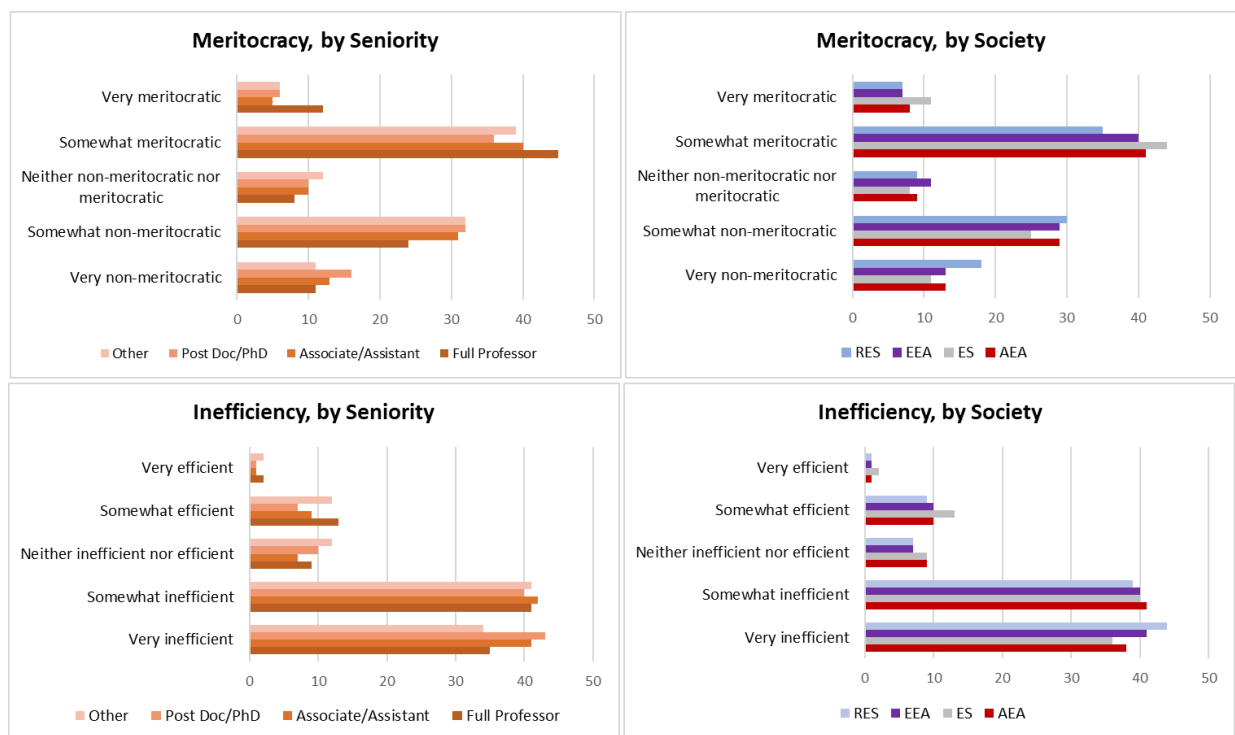 Meritocracy, by Seniority
Very meritocratic
Somewhat meritocratic
Neither non-meritocratic nor
meritocratic
Somewhat non-meritocratic
Very non-meritocratic
0 10 20 30 40 50
Other Post Doc/PhD Associate/Assistant Full Professor
Meritocracy, by Society
Very meritocratic
Somewhat meritocratic
Neither non-meritocratic nor
meritocratic
Somewhat non-meritocratic
Very non-meritocratic
0 10 20 30 40 50
RES EEA ES AEA
Inefficiency, by Seniority
Very efficient
Somewhat efficient
Neither inefficient nor efficient
Somewhat inefficient
Very inefficient
0 10 20 30 40 50
Other Post Doc/PhD Associate/Assistant Full Professor
Inefficiency, by Society
Very efficient
Somewhat efficient
Neither inefficient nor efficient
Somewhat inefficient
Very inefficient
0 10 20 30 40 50
RES EEA ES AEA